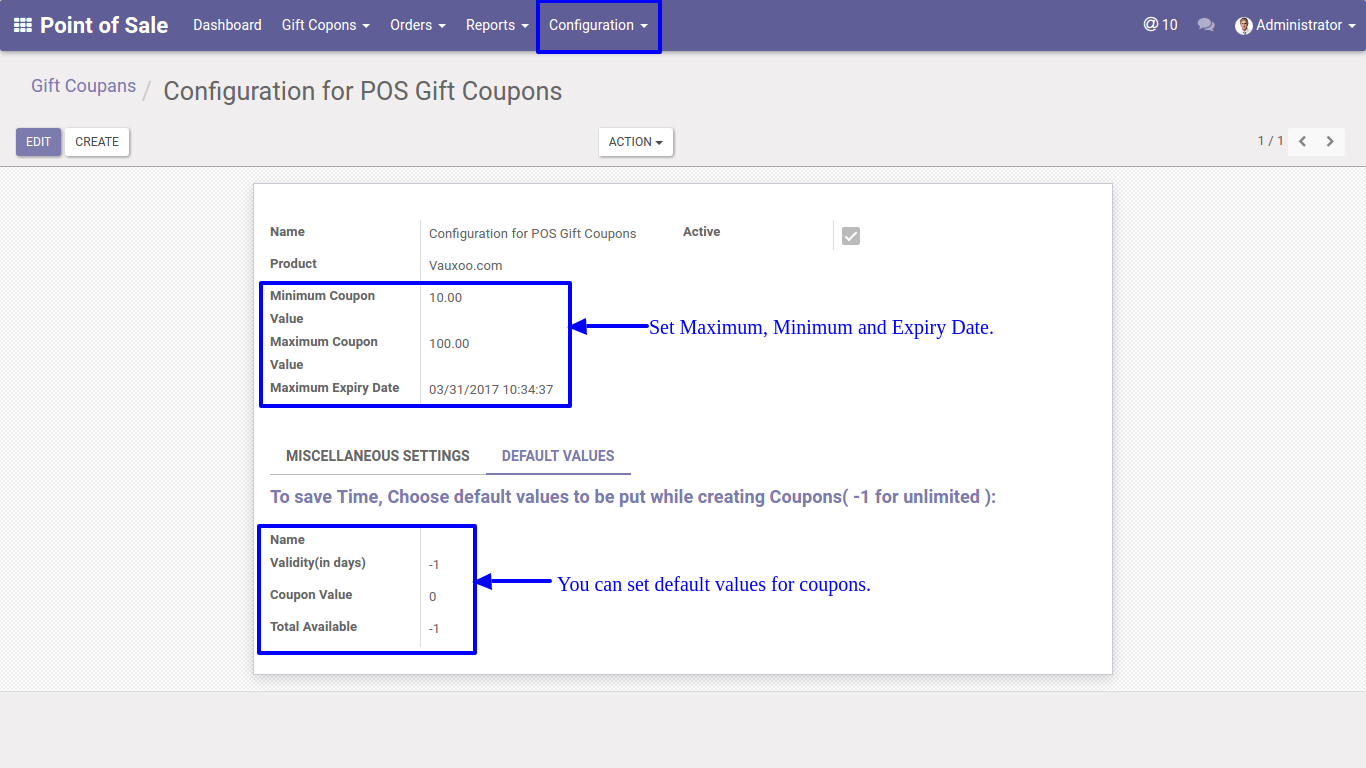 Point of Sale Dashboard Gift Copons Orders Reports Configuration @ 10 Administrator
Gift Coupans / Configuration for POS Gift Coupons
EDIT CREATE ACTION 1 / 1
Name Configuration for POS Gift Coupons Active
Product Vauxoo.com
Minimum Coupon 10.00
Value
Set Maximum, Minimum and Expiry Date.
Maximum Coupon 100.00
Value
Maximum Expiry Date 03/31/2017 10:34:37
MISCELLANEOUS SETTINGS DEFAULT VALUES
To save Time, Choose default values to be put while creating Coupons( -1 for unlimited ):
Name
Validity(in days) -1
You can set default values for coupons.
Coupon Value 0
Total Available -1